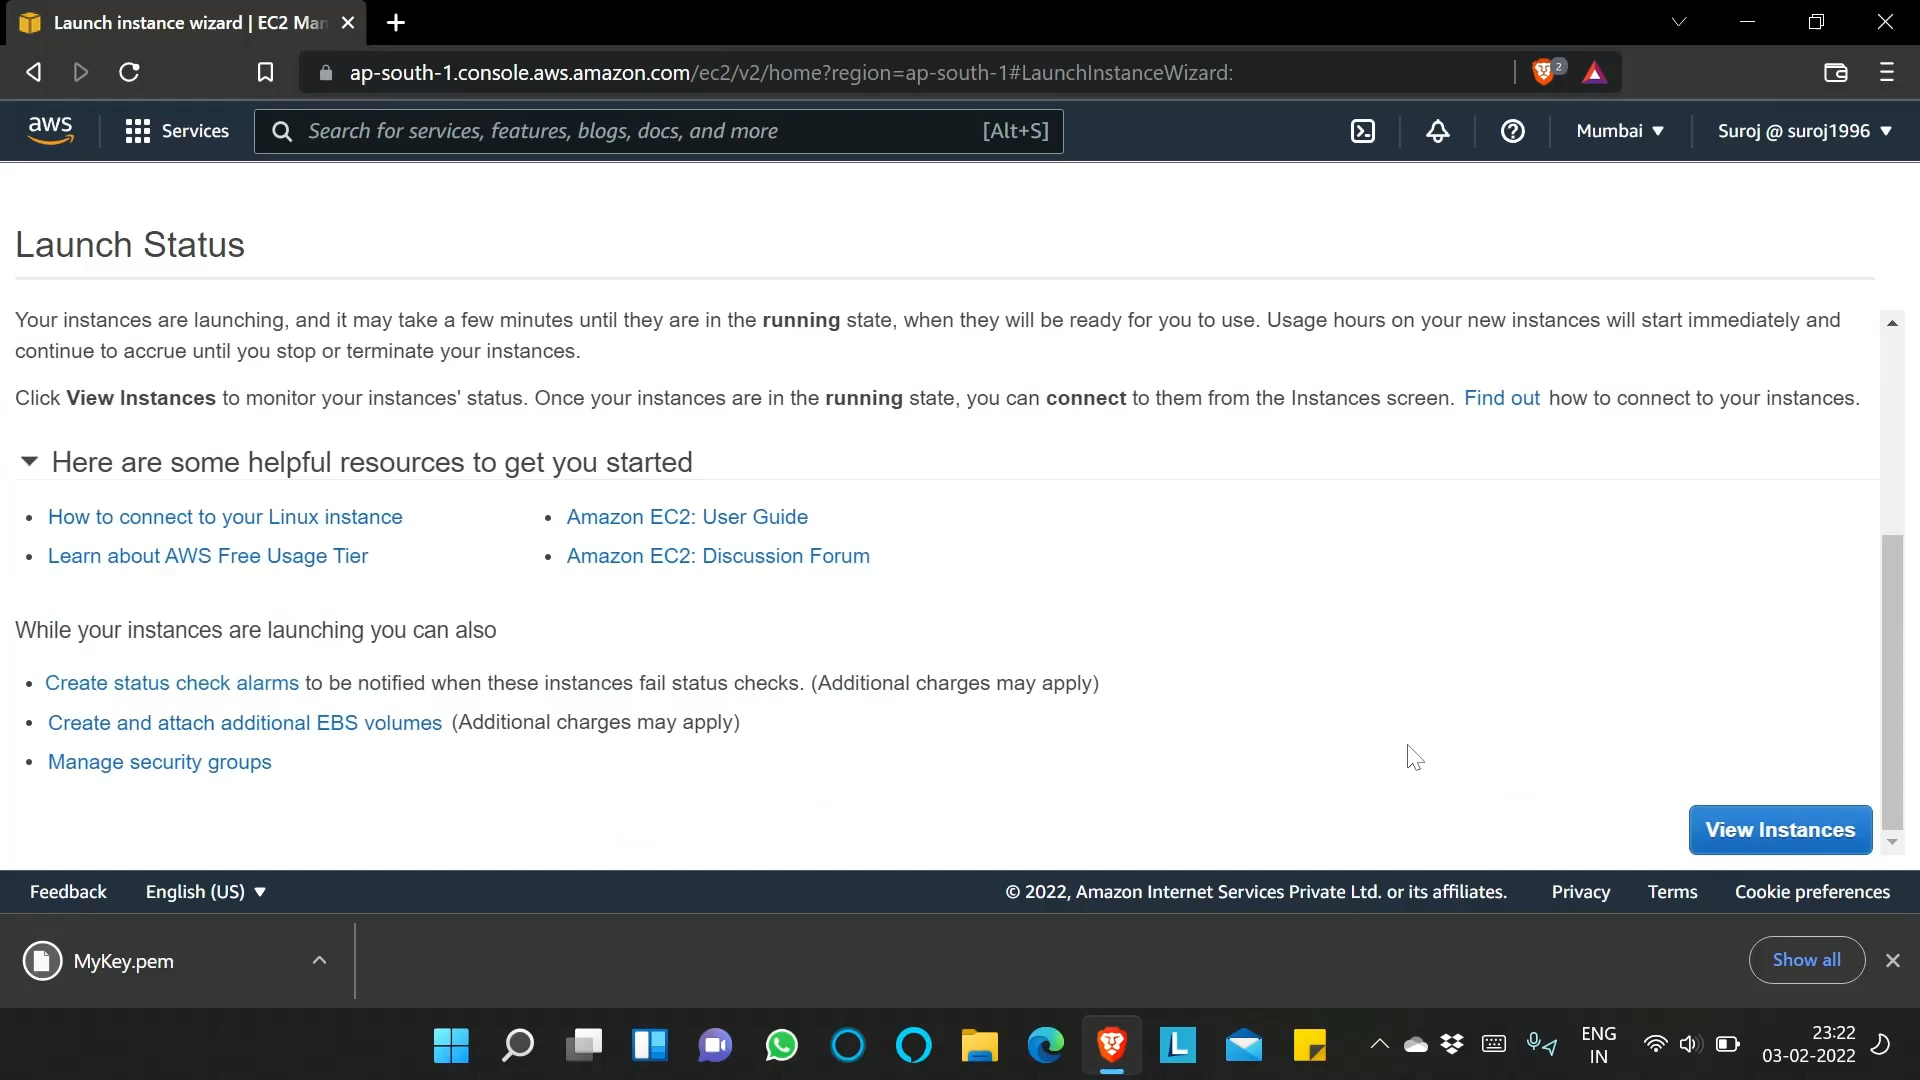 Launch instance wizard | EC2 Man
ap-south-1.console.aws.amazon.com/ec2/v2/home?region=ap-south-1#LaunchInstanceWizard:
2
aws
Services
Search for services, features, blogs, docs, and more
[Alt+S]
Mumbai
Suroj @ suroj1996
Launch Status
Your instances are launching, and it may take a few minutes until they are in the running state, when they will be ready for you to use. Usage hours on your new instances will start immediately and
continue to accrue until you stop or terminate your instances.
Click View Instances to monitor your instances' status. Once your instances are in the running state, you can connect to them from the Instances screen. Find out how to connect to your instances.
Here are some helpful resources to get you started
• How to connect to your Linux instance
• Amazon EC2: User Guide
• Learn about AWS Free Usage Tier
• Amazon EC2: Discussion Forum
While your instances are launching you can also
• Create status check alarms to be notified when these instances fail status checks. (Additional charges may apply)
• Create and attach additional EBS volumes (Additional charges may apply)
• Manage security groups
View Instances
Feedback
English (US)
© 2022, Amazon Internet Services Private Ltd. or its affiliates.
Privacy
Terms
Cookie preferences
MyKey.pem
Show all
L
ENG
IN
23:22
03-02-2022